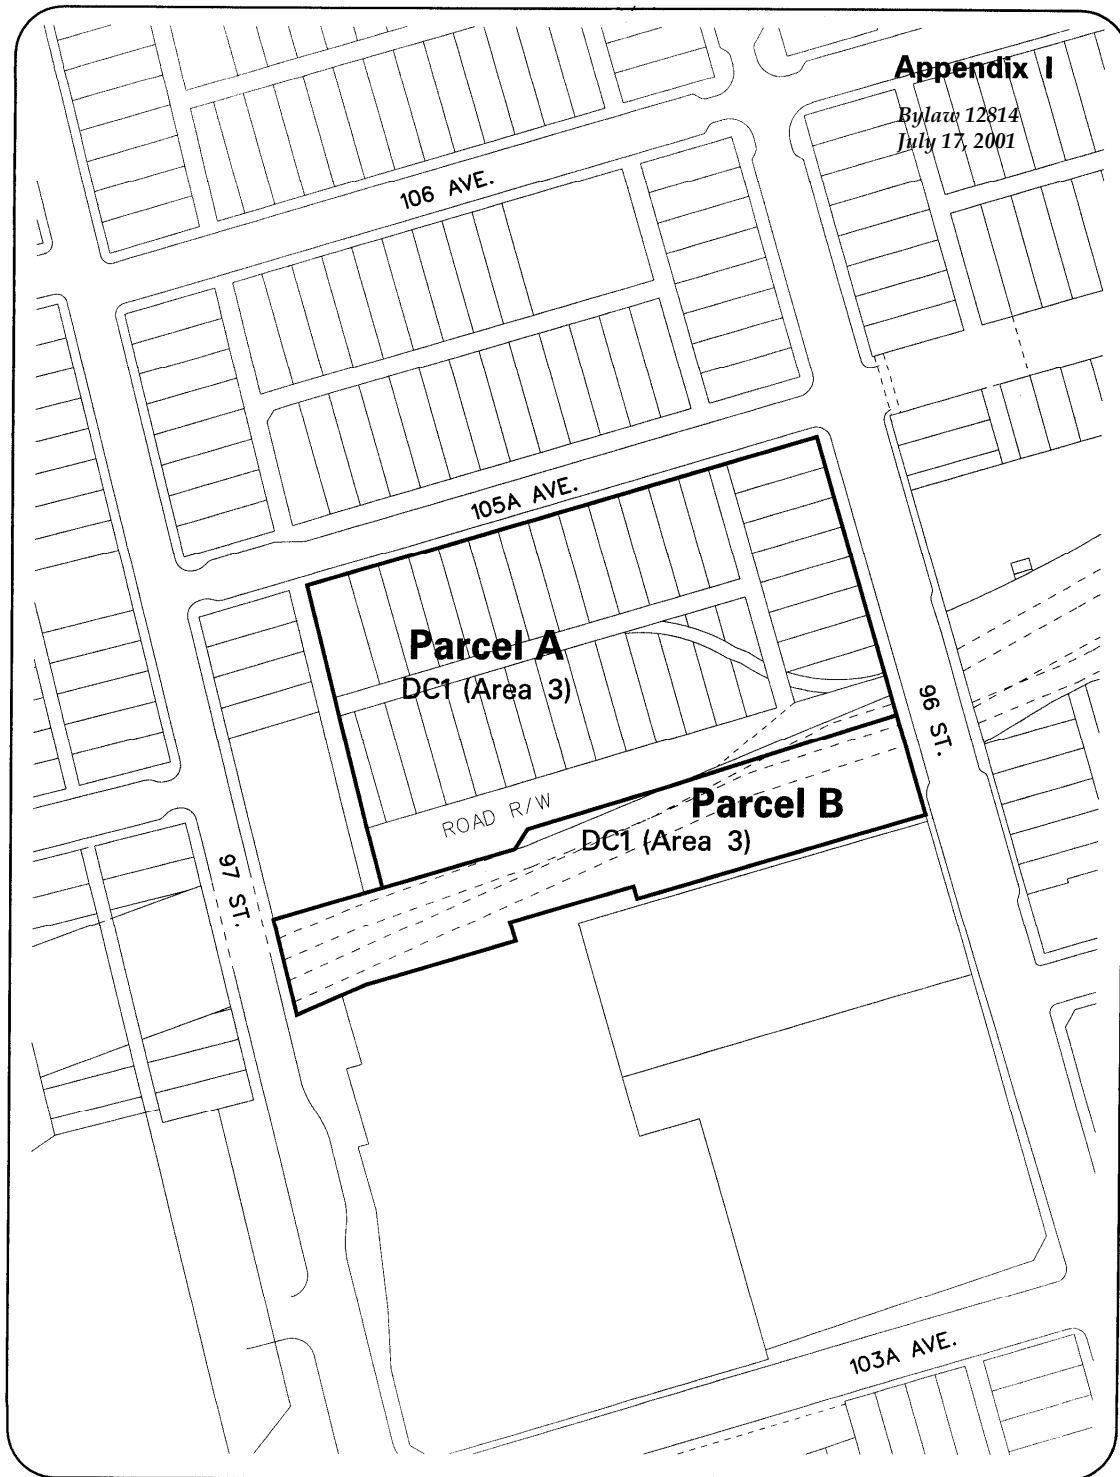 Appendix I
Bylaw 12814
July 17, 2001
106 AVE.
105A AVE.
Parcel A
DC1 (Area 3)
96 ST.
Parcel B
ROAD R/W
DC1 (Area 3)
97 ST.
103A AVE.